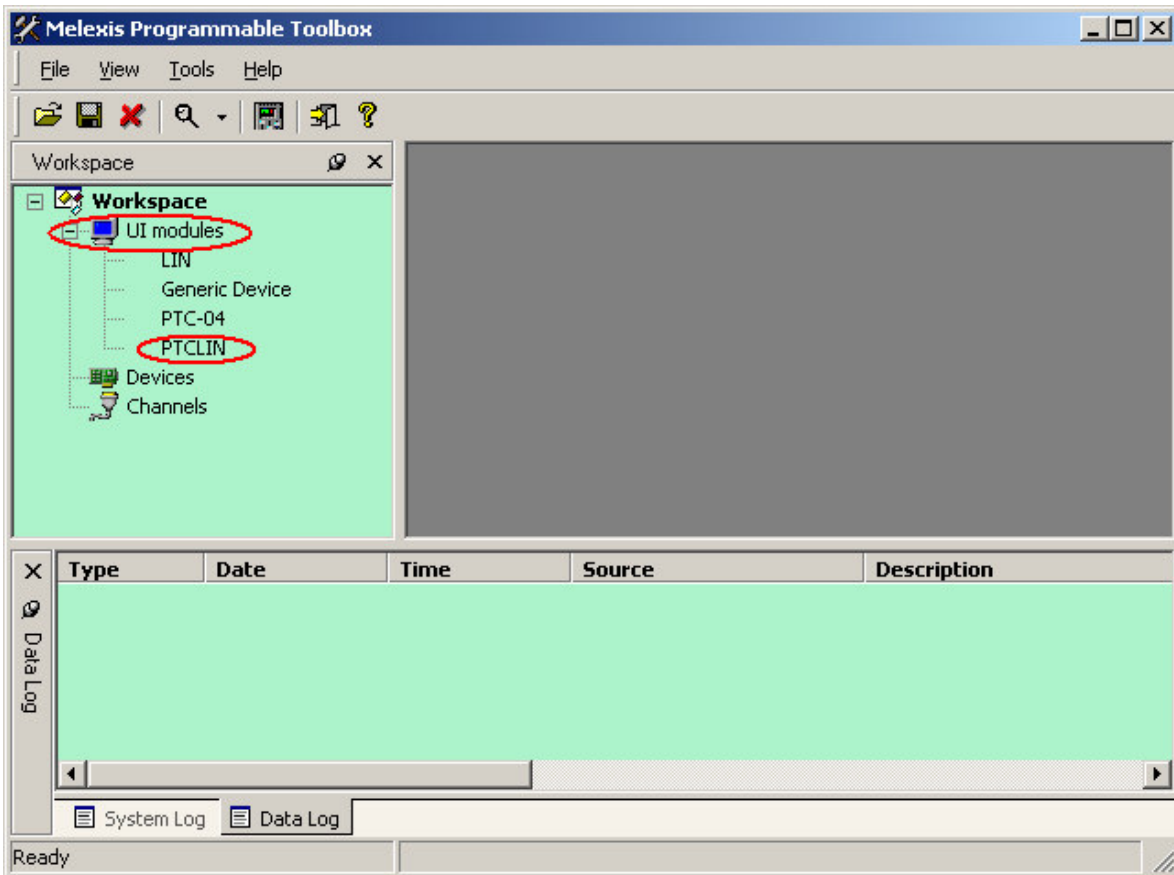 Melexis Programmable Toolbox
File View Tools Help
Workspace
Workspace
UI modules
LIN
Generic Device
PTC-04
PTCLIN
Devices
Channels
Type Date Time Source Description
Data Log
System Log Data Log
Ready